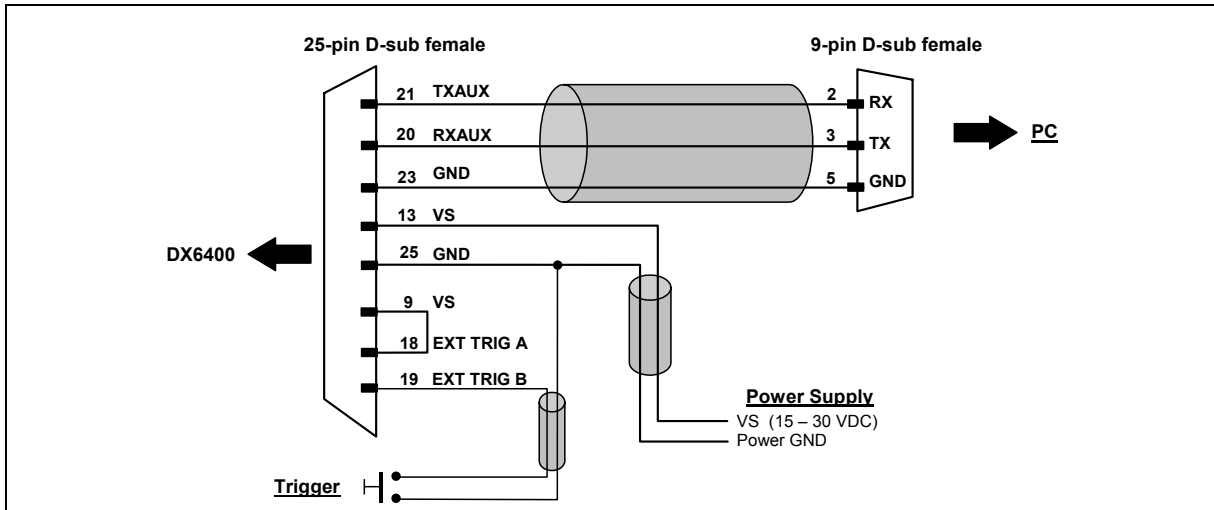 25-pin D-sub female
9-pin D-sub female
21 TXAUX
2 RX
20 RXAUX
3 TX
PC
23 GND
5 GND
13 VS
DX6400
25 GND
9 VS
18 EXT TRIG A
19 EXT TRIG B
Power Supply
VS (15 – 30 VDC)
Power GND
Trigger